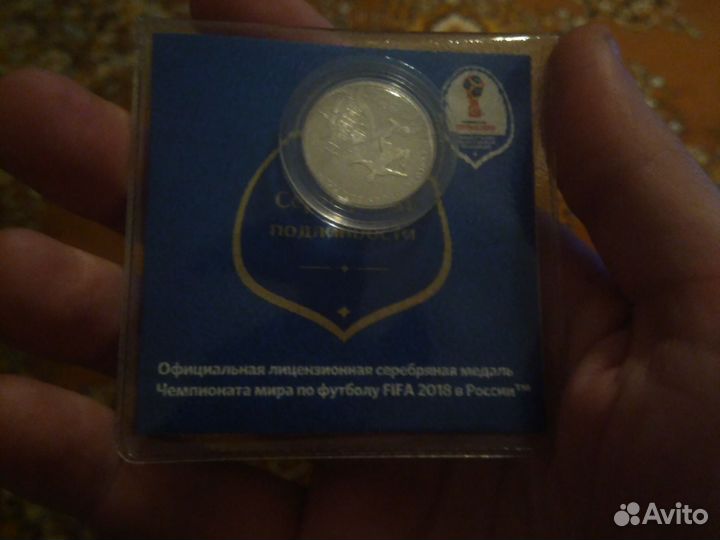 подлинности
Официальная лицензионная серебряная медаль
Чемпионата мира по футболу FIFA 2018 в России™
Avito